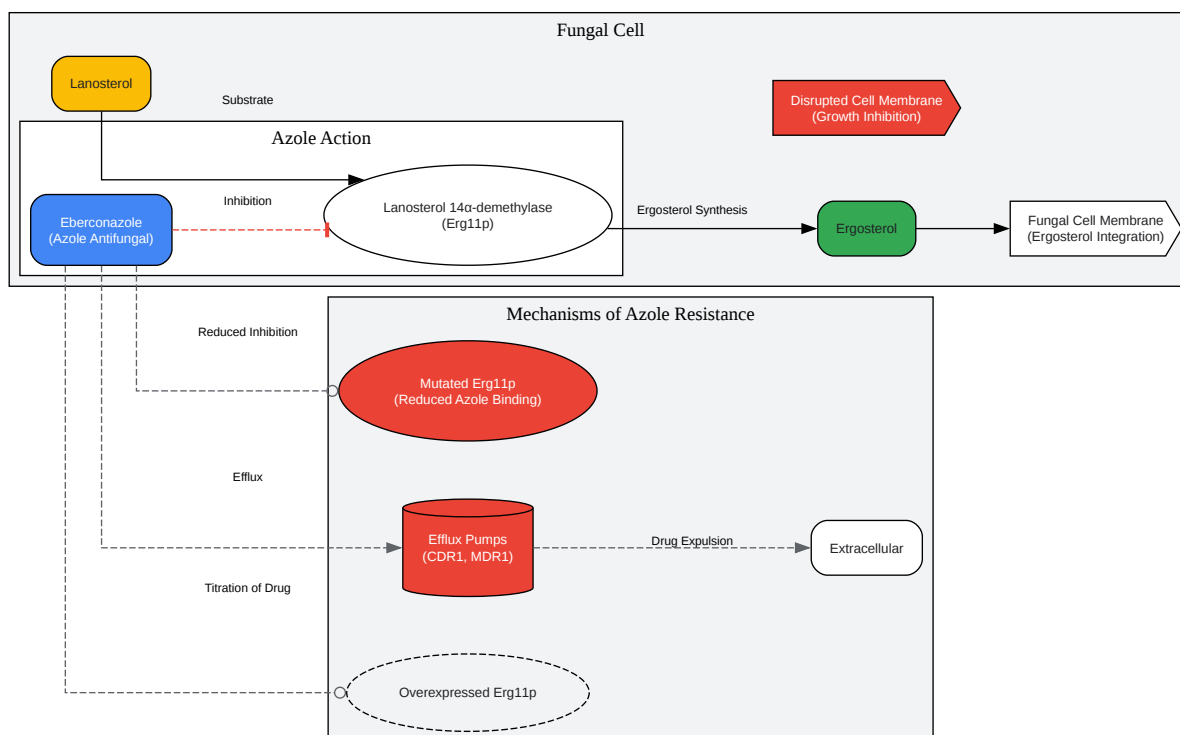 Fungal Cell
Lanosterol
Substrate
Disrupted Cell Membrane
(Growth Inhibition)
Azole Action
Inhibition
Eberconazole
(Azole Antifungal)
Lanosterol 14α-demethylase
(Erg11p)
Ergosterol Synthesis
Ergosterol
Fungal Cell Membrane
(Ergosterol Integration)
Mechanisms of Azole Resistance
Reduced Inhibition
Mutated Erg11p
(Reduced Azole Binding)
Efflux
Efflux Pumps
(CDR1, MDR1)
Drug Expulsion
Extracellular
Titration of Drug
Overexpressed Erg11p